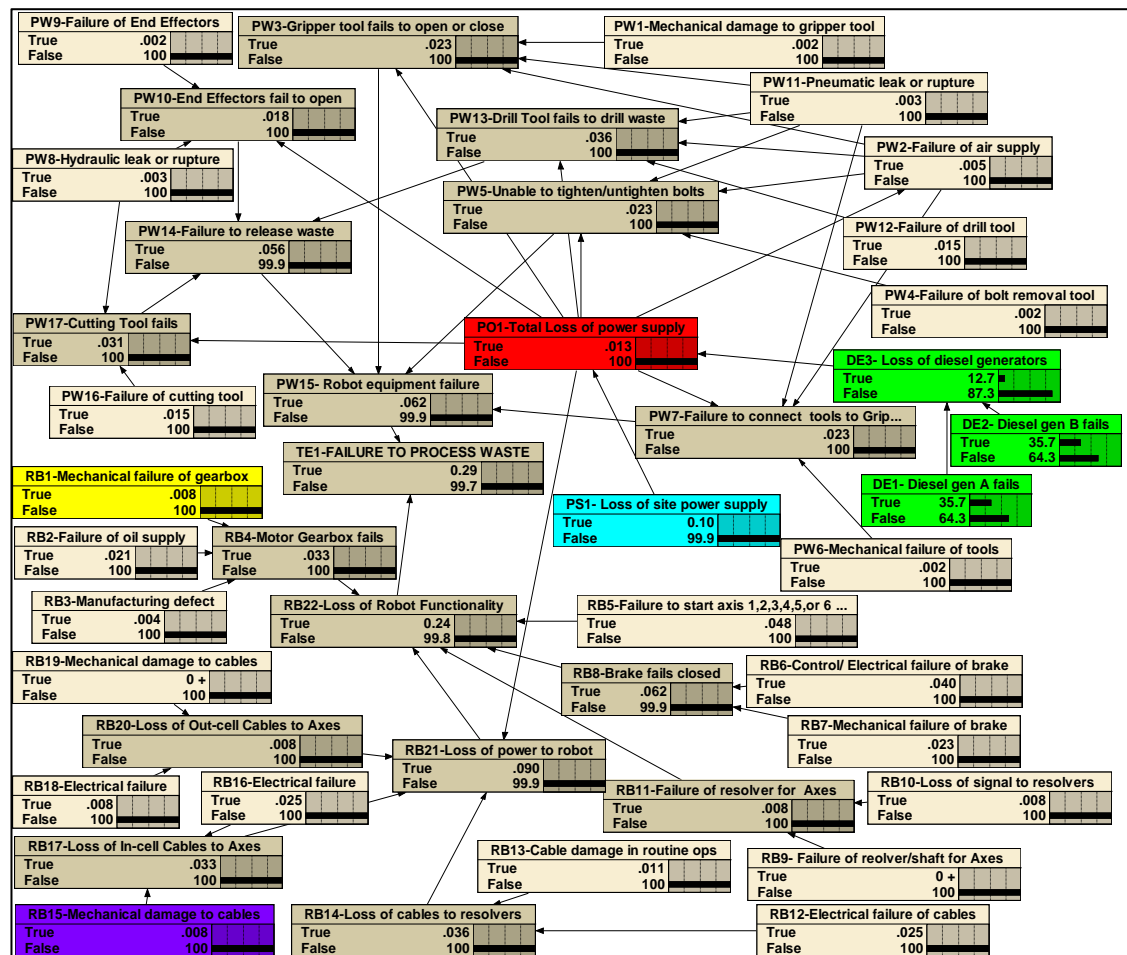 PW9-Failure of End Effectors
True .002
False 100
PW3-Gripper tool fails to open or close
True .023
False 100
PW1-Mechanical damage to gripper tool
True .002
False 100
PW11-Pneumatic leak or rupture
True .003
False 100
PW10-End Effectors fail to open
True .018
False 100
PW13-Drill Tool fails to drill waste
True .036
False 100
PW8-Hydraulic leak or rupture
True .003
False 100
PW2-Failure of air supply
True .005
False 100
PW5-Unable to tighten/untighten bolts
True .023
False 100
PW14-Failure to release waste
True .056
False 99.9
PW12-Failure of drill tool
True .015
False 100
PW4-Failure of bolt removal tool
True .002
False 100
PW17-Cutting Tool fails
True .031
False 100
PO1-Total Loss of power supply
True .013
False 100
DE3- Loss of diesel generators
True 12.7
False 87.3
PW15- Robot equipment failure
True .062
False 99.9
PW16-Failure of cutting tool
True .015
False 100
PW7-Failure to connect tools to Grip...
True .023
False 100
DE2- Diesel gen B fails
True 35.7
False 64.3
TE1-FAILURE TO PROCESS WASTE
True 0.29
False 99.7
RB1-Mechanical failure of gearbox
True .008
False 100
DE1- Diesel gen A fails
True 35.7
False 64.3
PS1- Loss of site power supply
True 0.10
False 99.9
RB2-Failure of oil supply
True .021
False 100
RB4-Motor Gearbox fails
True .033
False 100
PW6-Mechanical failure of tools
True .002
False 100
RB3-Manufacturing defect
True .004
False 100
RB22-Loss of Robot Functionality
True 0.24
False 99.8
RB5-Failure to start axis 1,2,3,4,5,or 6 ...
True .048
False 100
RB19-Mechanical damage to cables
True 0 +
False 100
RB8-Brake fails closed
True .062
False 99.9
RB6-Control/ Electrical failure of brake
True .040
False 100
RB20-Loss of Out-cell Cables to Axes
True .008
False 100
RB7-Mechanical failure of brake
True .023
False 100
RB21-Loss of power to robot
True .090
False 99.9
RB18-Electrical failure
True .008
False 100
RB16-Electrical failure
True .025
False 100
RB11-Failure of resolver for Axes
True .008
False 100
RB10-Loss of signal to resolvers
True .008
False 100
RB17-Loss of In-cell Cables to Axes
True .033
False 100
RB13-Cable damage in routine ops
True .011
False 100
RB9- Failure of reolver/shaft for Axes
True 0 +
False 100
RB15-Mechanical damage to cables
True .008
False 100
RB14-Loss of cables to resolvers
True .036
False 100
RB12-Electrical failure of cables
True .025
False 100